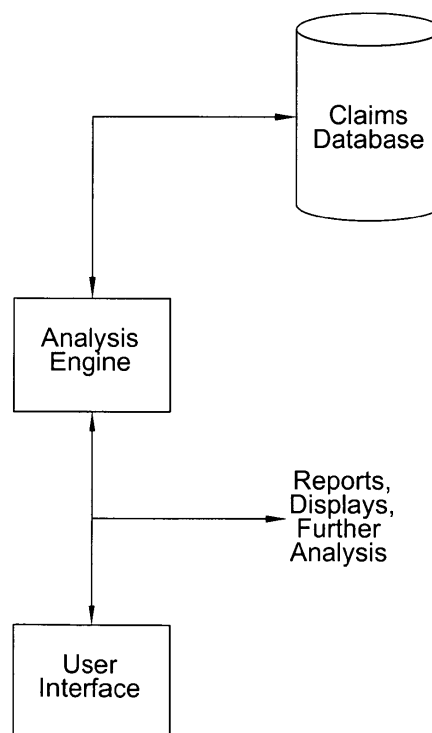 Claims
Database
Analysis
Engine
Reports,
Displays,
Further
Analysis
User
Interface